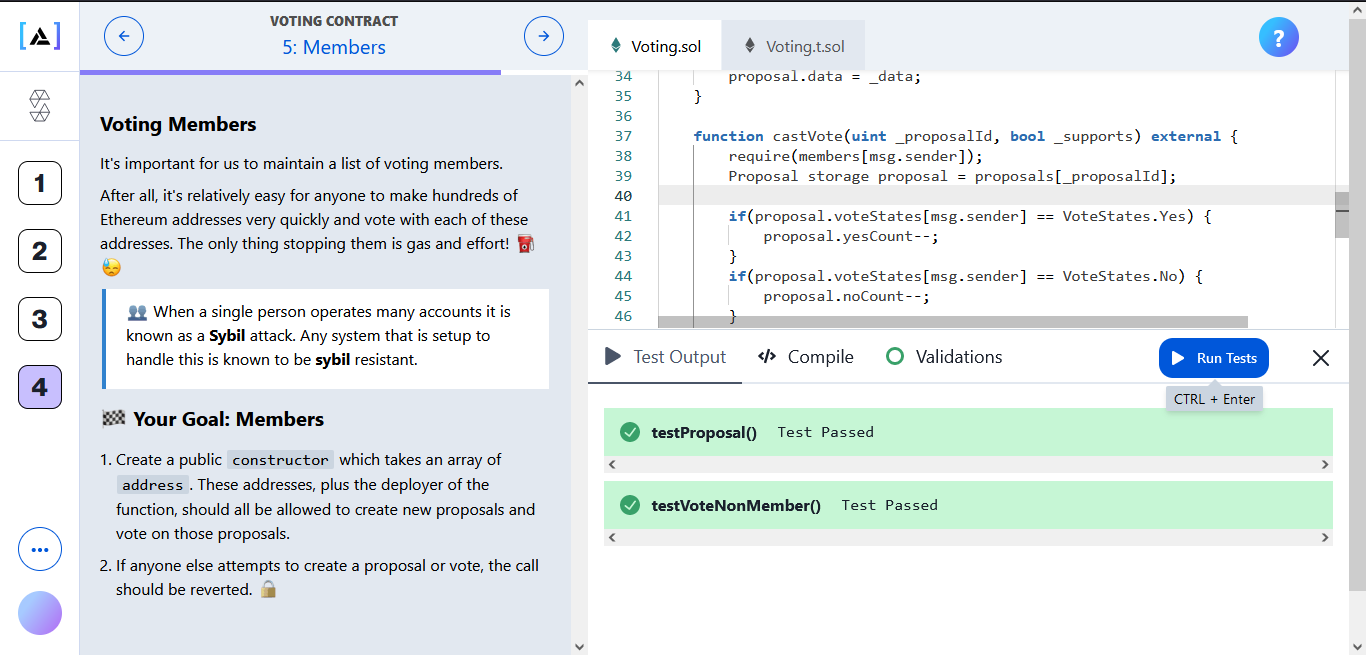 VOTING CONTRACT
5: Members
1
2
3
4
Voting Members
It's important for us to maintain a list of voting members.
After all, it's relatively easy for anyone to make hundreds of
Ethereum addresses very quickly and vote with each of these
addresses. The only thing stopping them is gas and effort! ⛽
😓
👥 When a single person operates many accounts it is
known as a Sybil attack. Any system that is setup to
handle this is known to be sybil resistant.
🏁 Your Goal: Members
1. Create a public constructor which takes an array of
address. These addresses, plus the deployer of the
function, should all be allowed to create new proposals and
vote on those proposals.
2. If anyone else attempts to create a proposal or vote, the call
should be reverted. 🔒
Voting.sol
Voting.t.sol
?
34 proposal.data = _data;
35 }
36
37 function castVote(uint _proposalId, bool _supports) external {
38 require(members[msg.sender]);
39 Proposal storage proposal = proposals[_proposalId];
40
41 if(proposal.voteStates[msg.sender] == VoteStates.Yes) {
42 proposal.yesCount--;
43 }
44 if(proposal.voteStates[msg.sender] == VoteStates.No) {
45 proposal.noCount--;
46 }
Test Output
Compile
Validations
Run Tests
CTRL + Enter
testProposal() Test Passed
testVoteNonMember() Test Passed